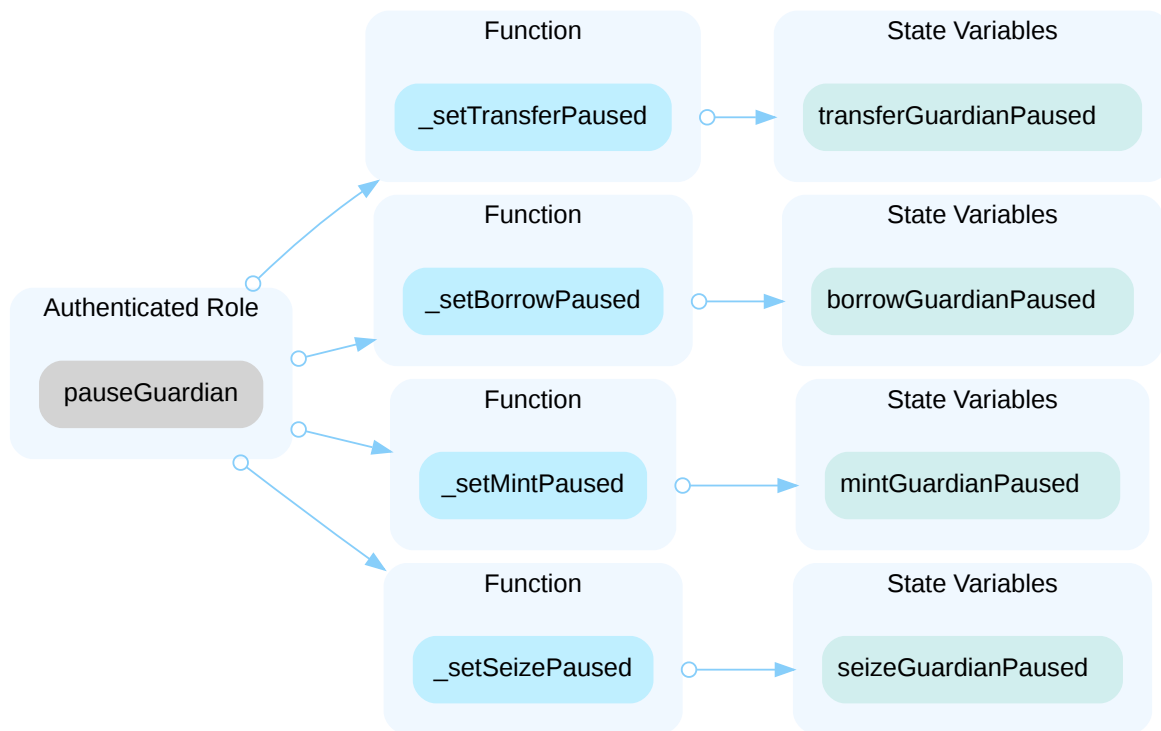 Function
State Variables
_setTransferPaused
transferGuardianPaused
Function
State Variables
_setBorrowPaused
borrowGuardianPaused
Authenticated Role
pauseGuardian
Function
State Variables
_setMintPaused
mintGuardianPaused
Function
State Variables
_setSeizePaused
seizeGuardianPaused